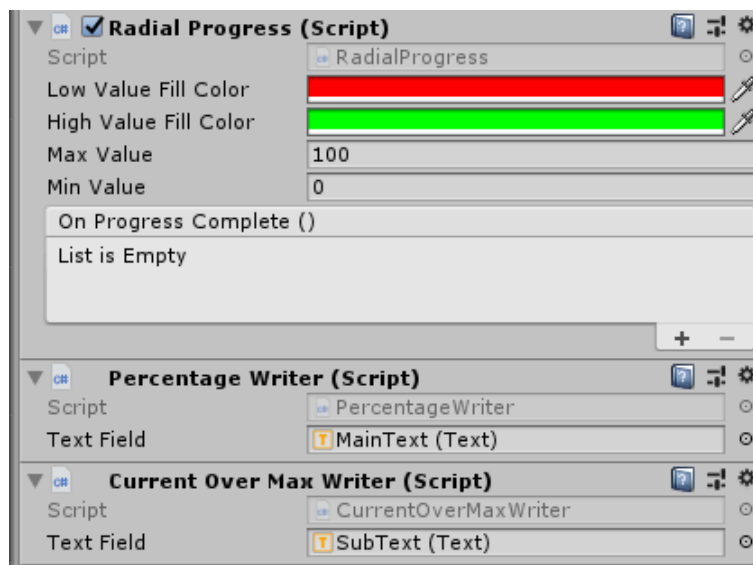 Radial Progress (Script)
Script RadialProgress
Low Value Fill Color
High Value Fill Color
Max Value 100
Min Value 0
On Progress Complete ()
List is Empty
Percentage Writer (Script)
Script PercentageWriter
Text Field MainText (Text)
Current Over Max Writer (Script)
Script CurrentOverMaxWriter
Text Field SubText (Text)